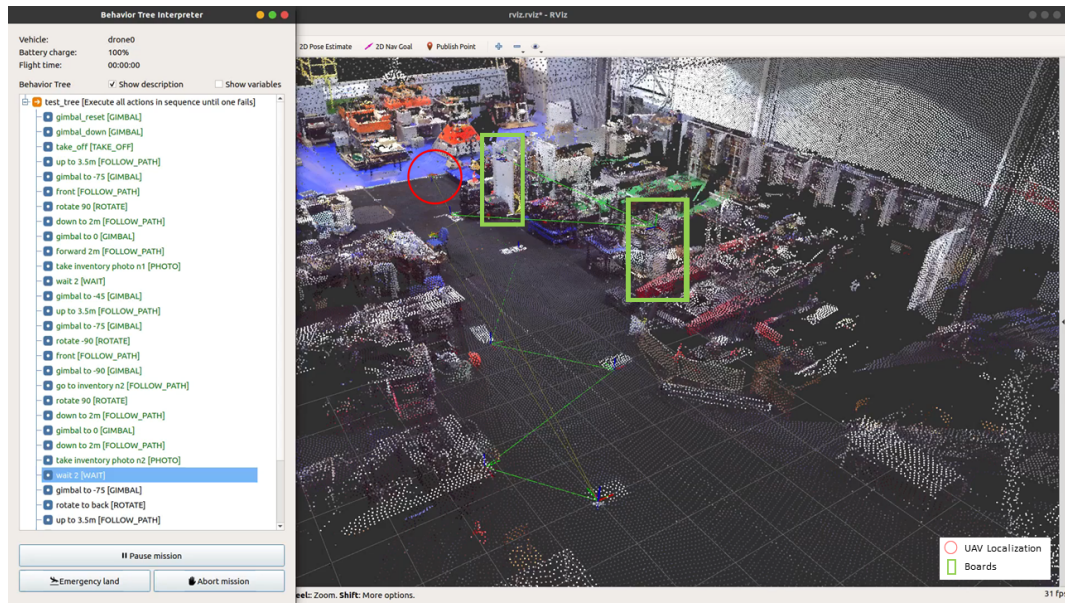 Behavior Tree Interpreter
rviz.rviz* - RViz
Vehicle: drone0
Battery charge: 100%
Flight time: 00:00:00
Behavior Tree Show description Show variables
2D Pose Estimate 2D Nav Goal Publish Point
test_tree [Execute all actions in sequence until one fails]
gimbal_reset [GIMBAL]
gimbal_down [GIMBAL]
take_off [TAKE_OFF]
up to 3.5m [FOLLOW_PATH]
gimbal to -75 [GIMBAL]
front [FOLLOW_PATH]
rotate 90 [ROTATE]
down to 2m [FOLLOW_PATH]
gimbal to 0 [GIMBAL]
forward 2m [FOLLOW_PATH]
take inventory photo n1 [PHOTO]
wait 2 [WAIT]
gimbal to -45 [GIMBAL]
up to 3.5m [FOLLOW_PATH]
gimbal to -75 [GIMBAL]
rotate -90 [ROTATE]
front [FOLLOW_PATH]
gimbal to -90 [GIMBAL]
go to inventory n2 [FOLLOW_PATH]
rotate 90 [ROTATE]
down to 2m [FOLLOW_PATH]
gimbal to 0 [GIMBAL]
down to 2m [FOLLOW_PATH]
take inventory photo n2 [PHOTO]
wait 2 [WAIT]
gimbal to -75 [GIMBAL]
rotate to back [ROTATE]
up to 3.5m [FOLLOW_PATH]
Pause mission
Emergency land Abort mission
UAV Localization
Boards
eel: Zoom. Shift: More options. 31 fps